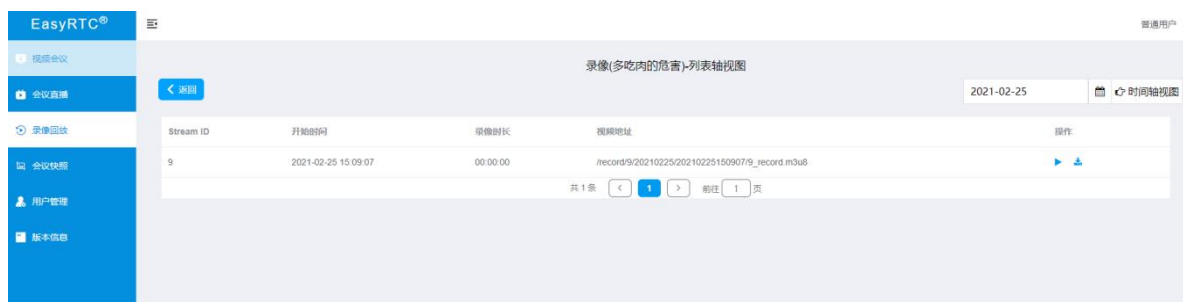 EasyRTC®
普通用户
视频会议
录像(多吃肉的危害)-列表轴视图
会议直播
返回
2021-02-25
时间轴视图
录像回放
Stream ID 开始时间 录像时长 视频地址 操作
会议快照
9 2021-02-25 15:09:07 00:00:00 /record/9/20210225/20210225150907/9_record.m3u8
共 1 条 < 1 > 前往 1 页
用户管理
版本信息